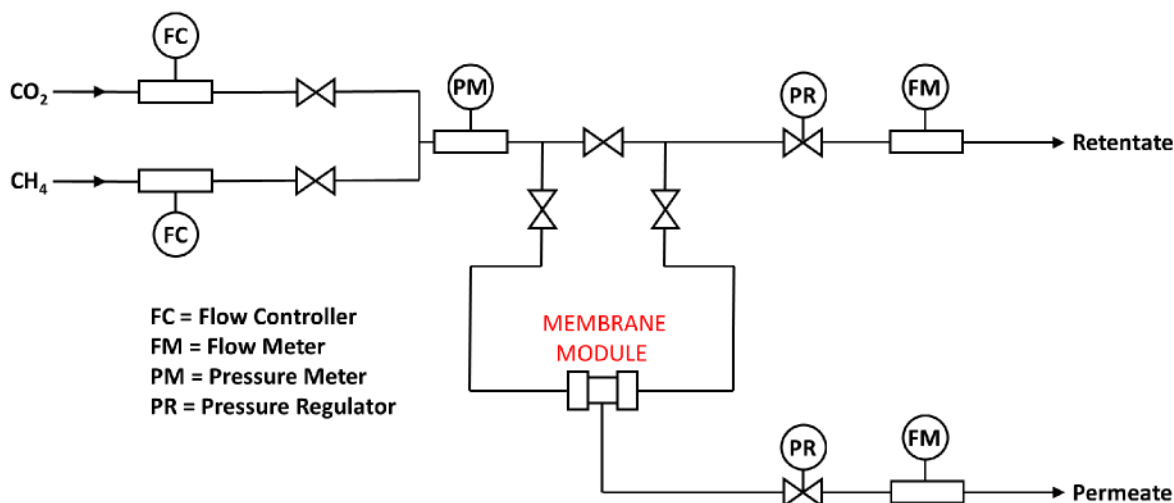 FC
CO₂
PM
PR
FM
Retentate
CH₄
FC
FC = Flow Controller
FM = Flow Meter
PM = Pressure Meter
PR = Pressure Regulator
MEMBRANE
MODULE
PR
FM
Permeate